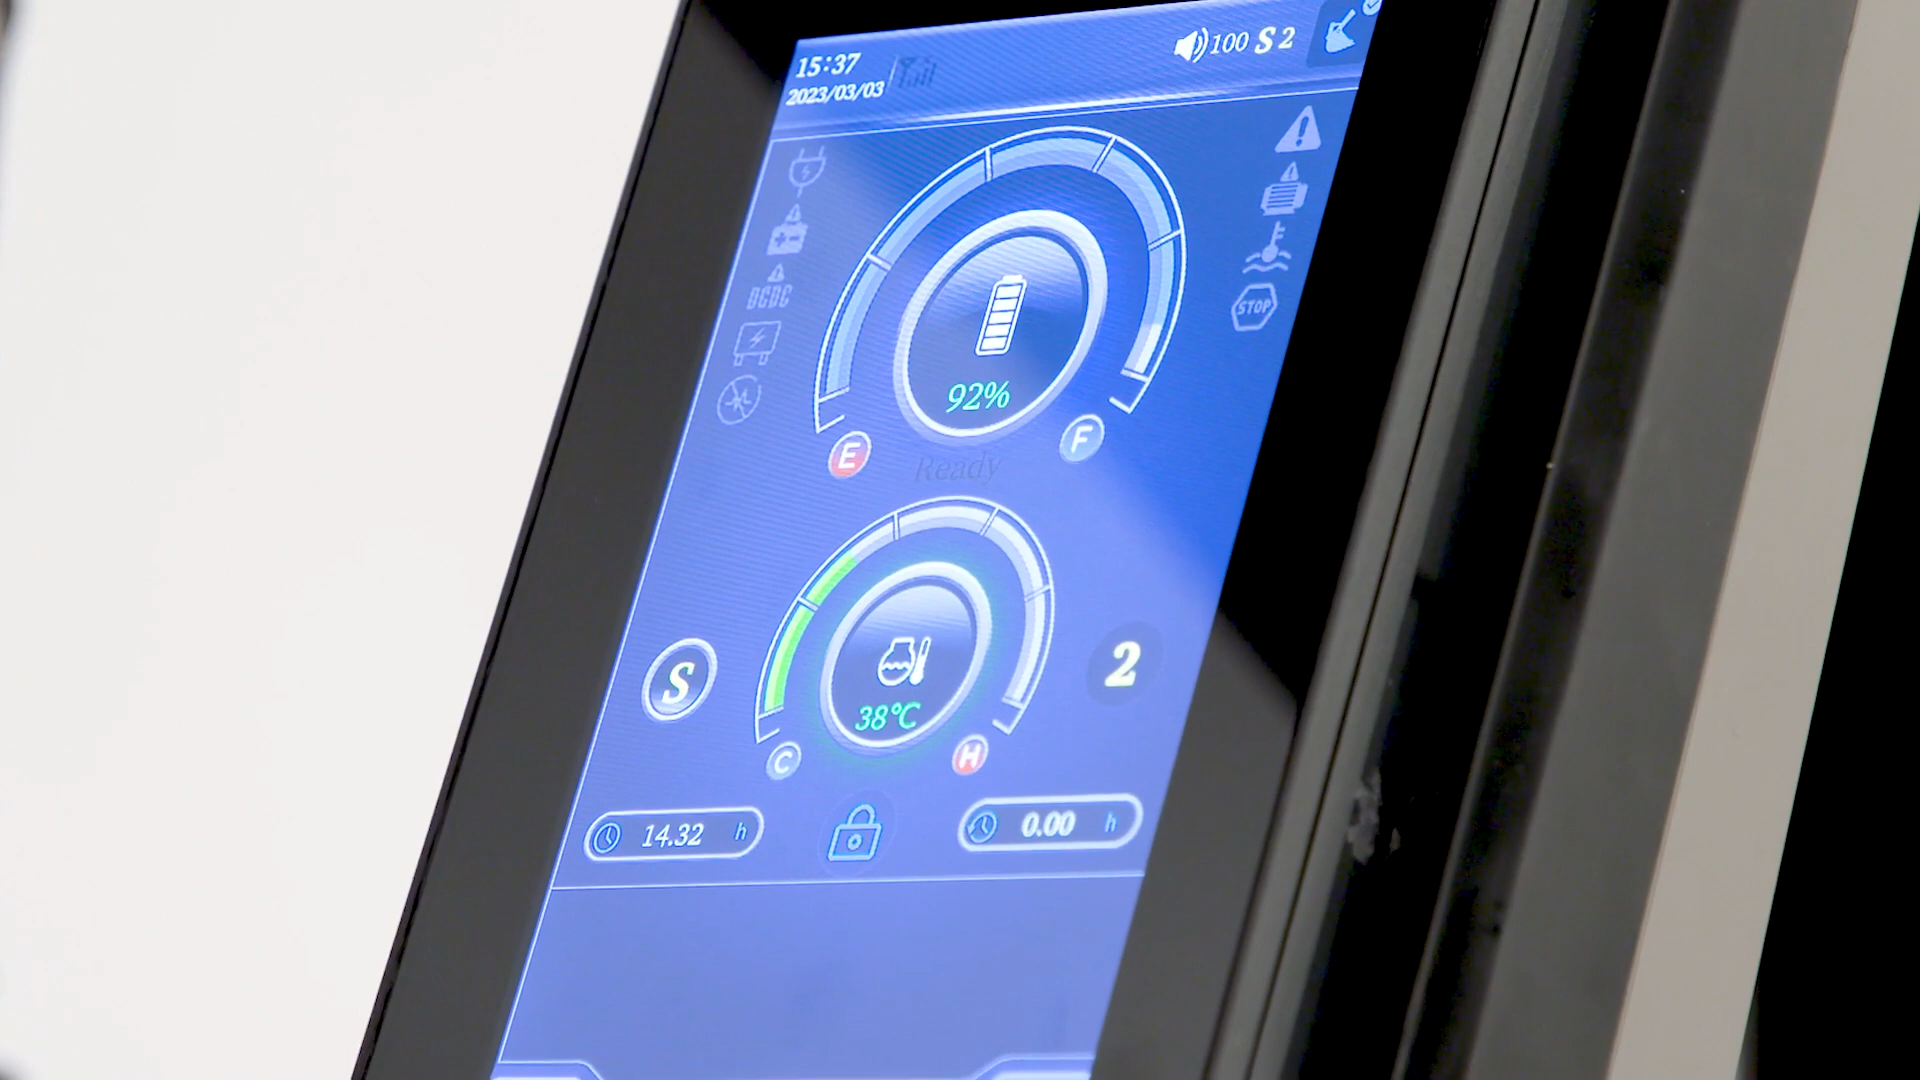 15:37
2023/03/03
100 S 2
DCDC
STOP
92%
E
F
Ready
S
2
38°C
C
H
14.32 h
0.00 h